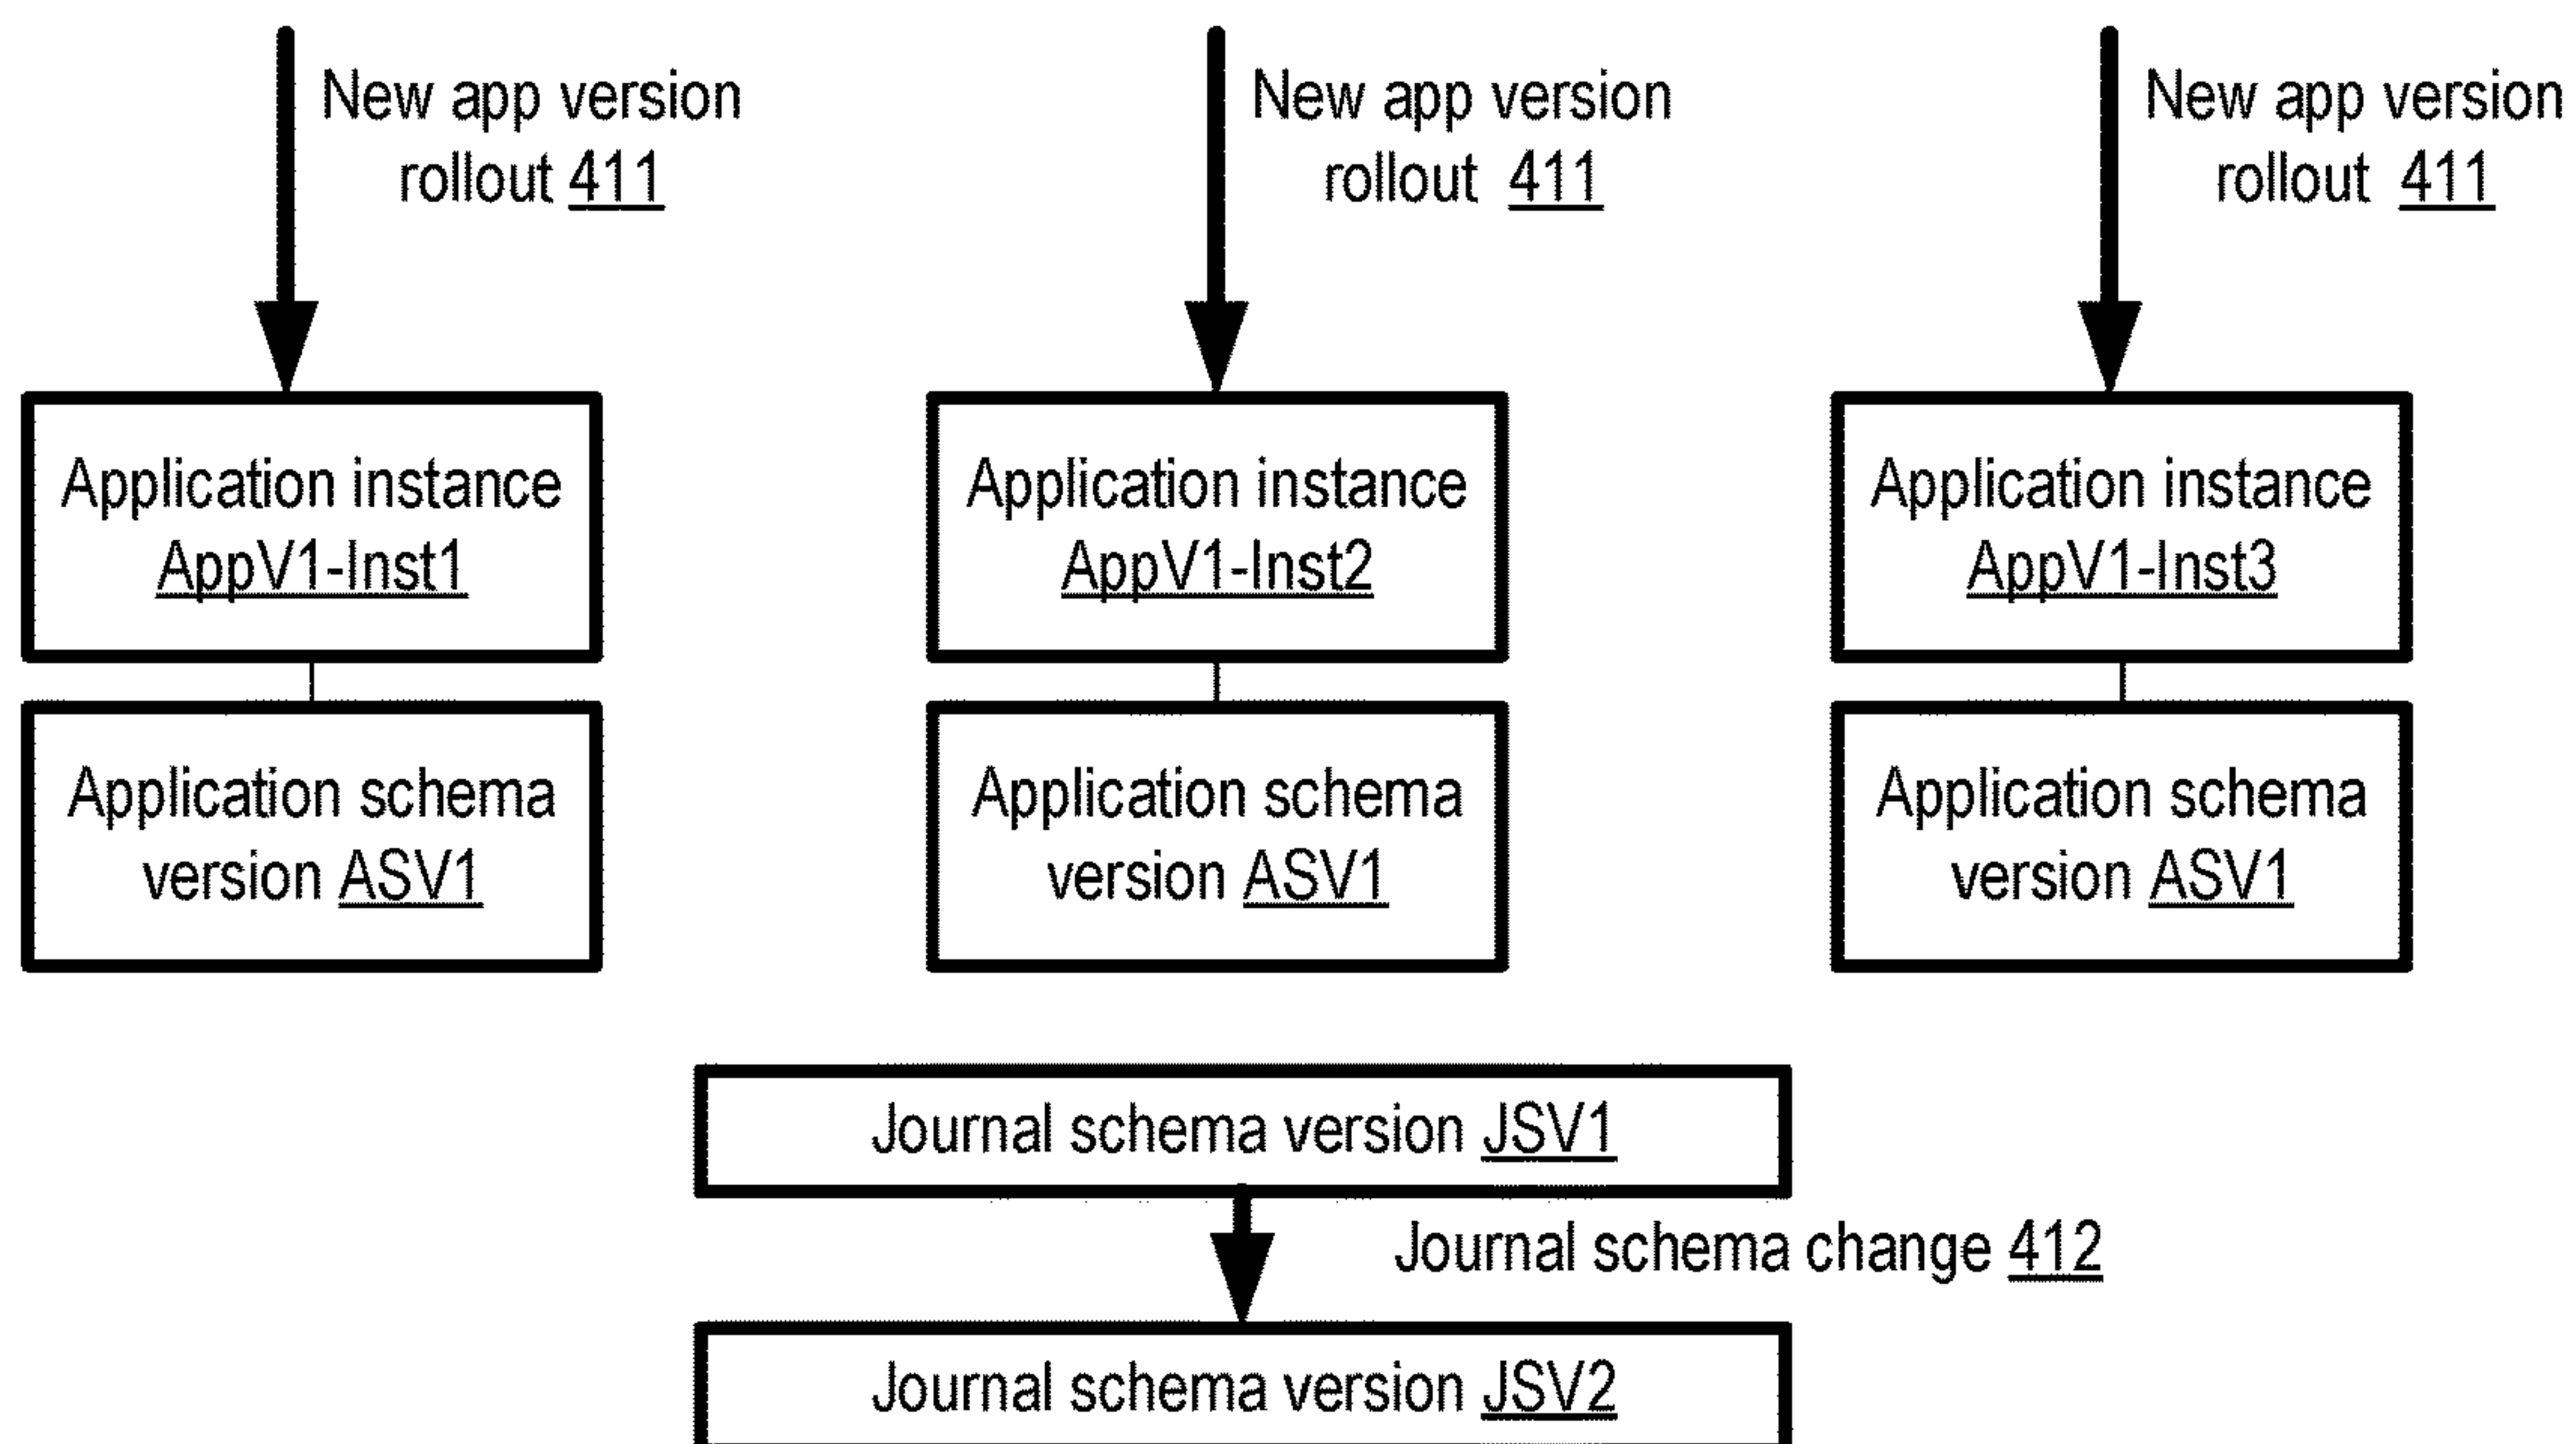 New app version
rollout 411
New app version
rollout 411
New app version
rollout 411
Application instance
AppV1-Inst1
Application instance
AppV1-Inst2
Application instance
AppV1-Inst3
Application schema
version ASV1
Application schema
version ASV1
Application schema
version ASV1
Journal schema version JSV1
Journal schema change 412
Journal schema version JSV2